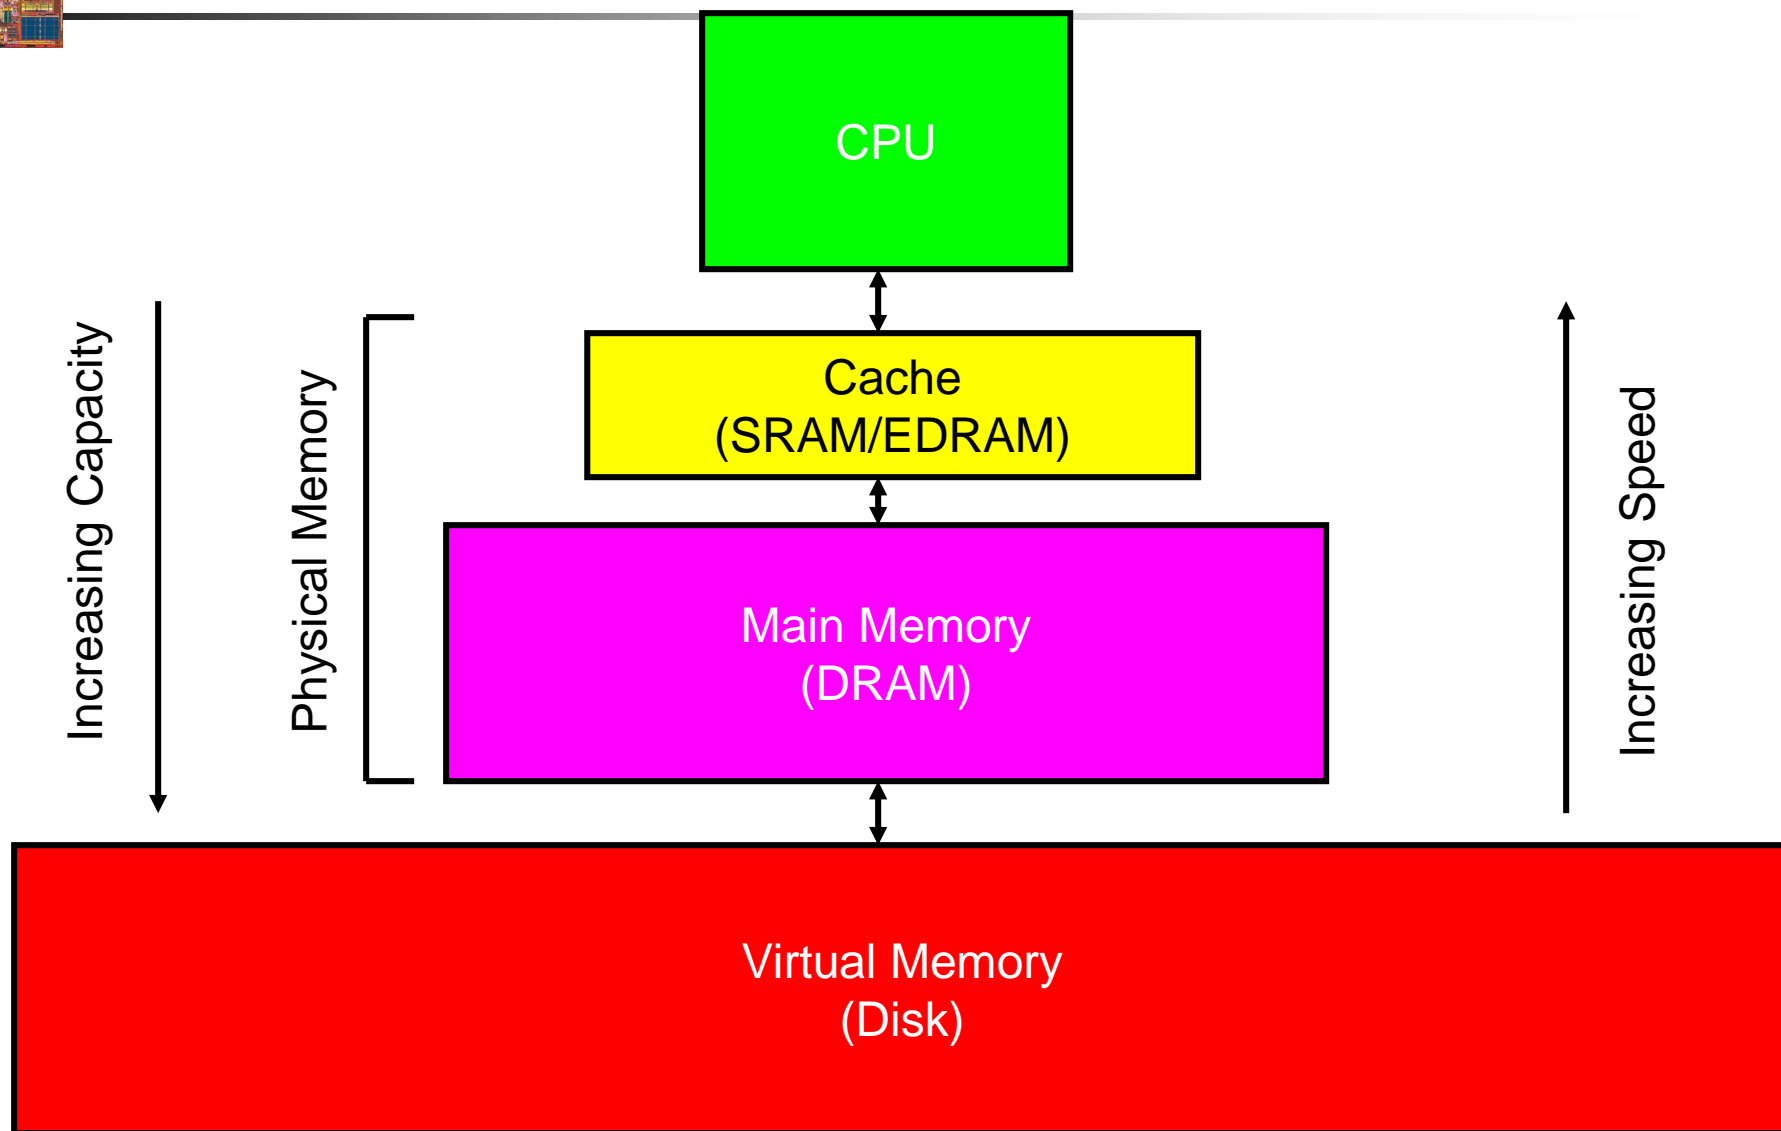 CPU
Increasing Capacity
Physical Memory
Cache
(SRAM/EDRAM)
Increasing Speed
Main Memory
(DRAM)
Virtual Memory
(Disk)